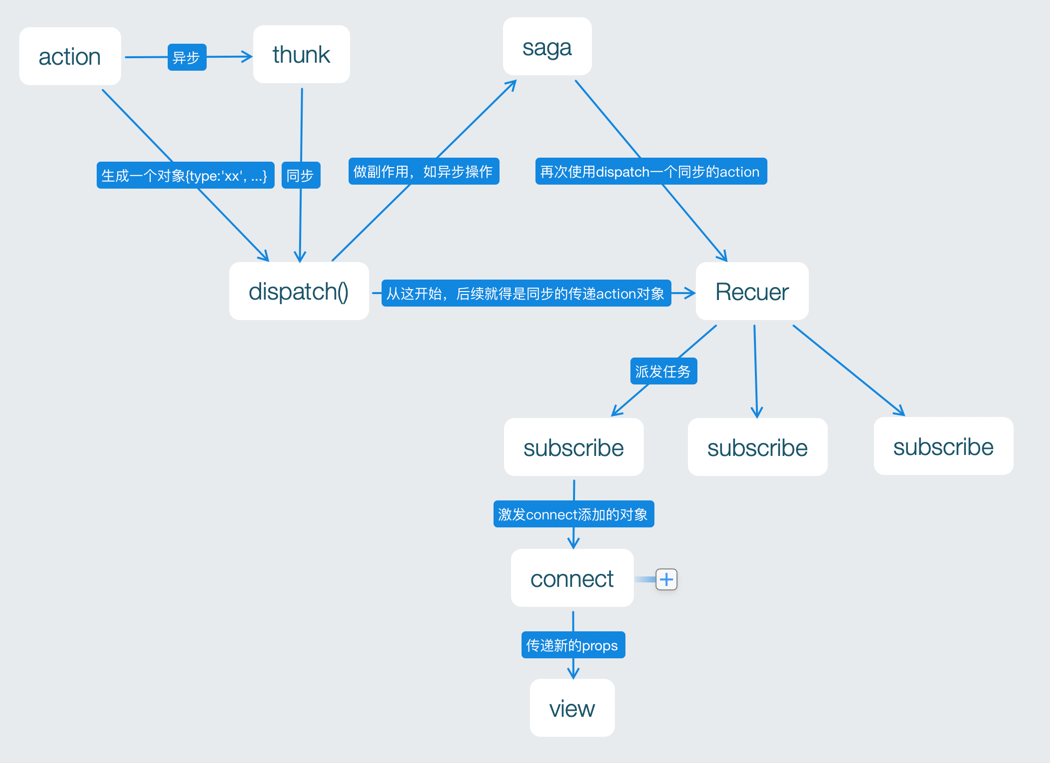 action
异步
thunk
saga
生成一个对象{type:'xx', ...}
同步
做副作用，如异步操作
再次使用dispatch一个同步的action
dispatch()
从这开始，后续就得是同步的传递action对象
Recuer
派发任务
subscribe
subscribe
subscribe
激发connect添加的对象
connect
传递新的props
view